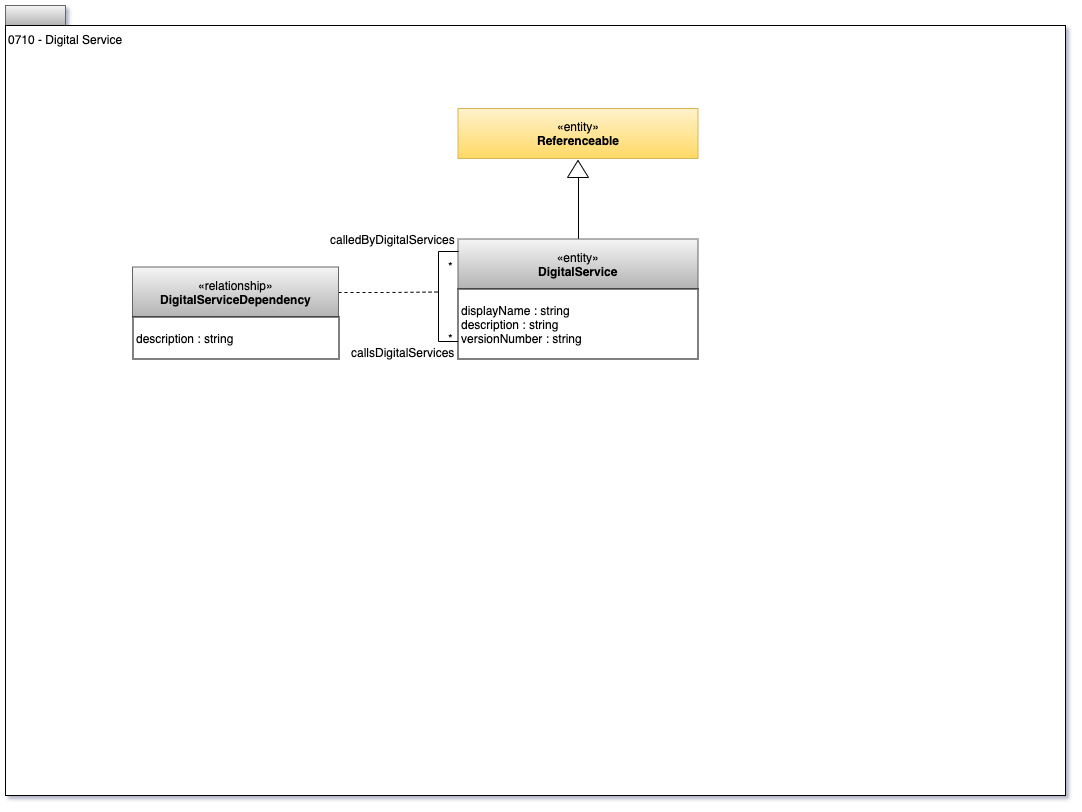 0710 - Digital Service
«entity»
Referenceable
calledByDigitalServices
*
«entity»
DigitalService
displayName : string
description : string
versionNumber : string
«relationship»
DigitalServiceDependency
description : string
*
callsDigitalServices